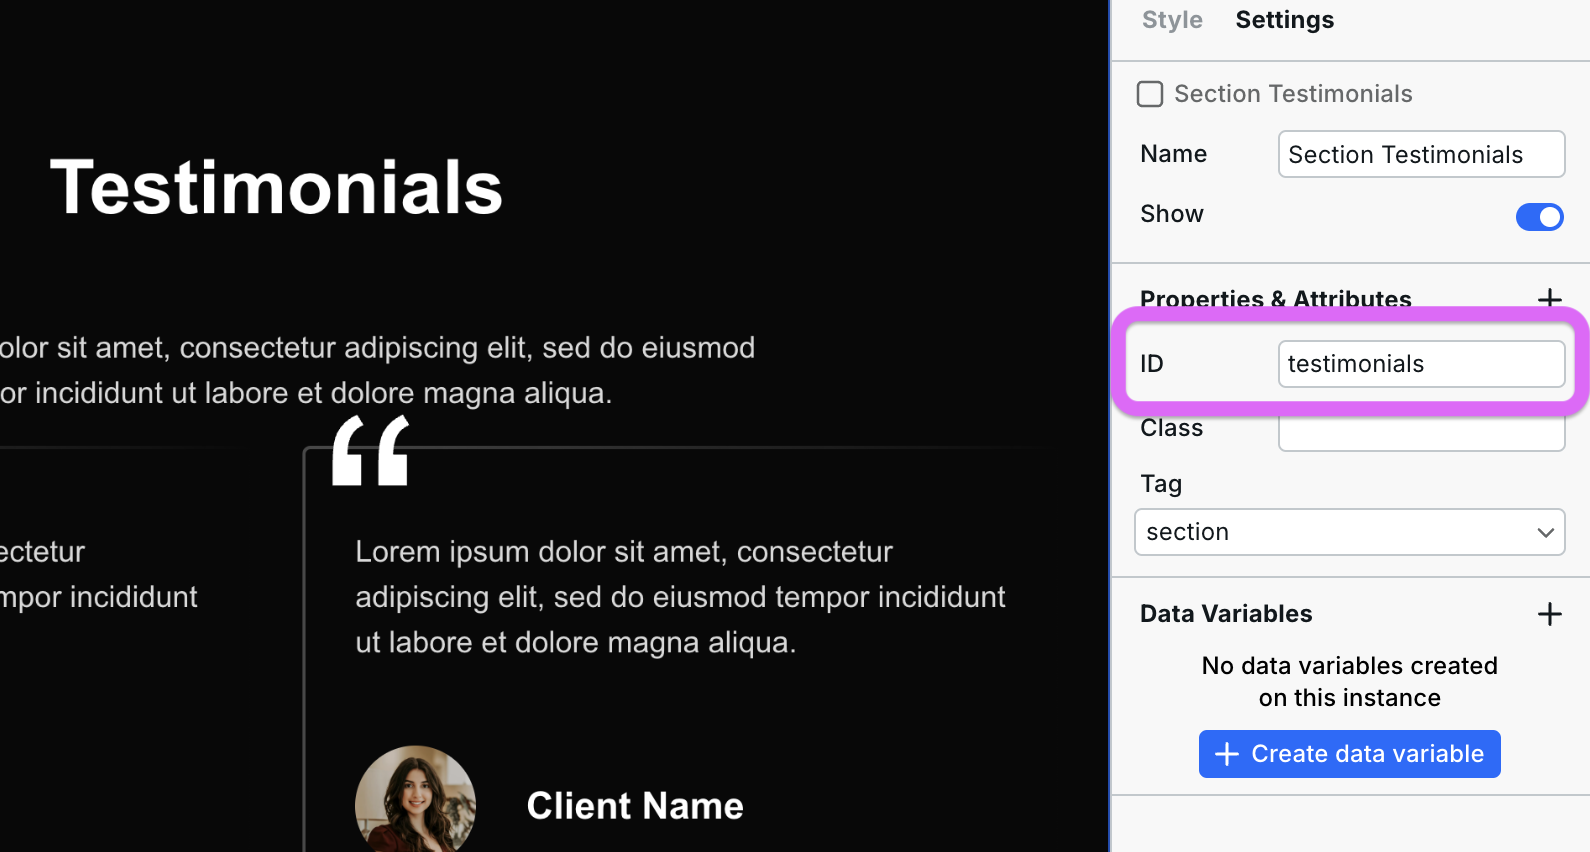 Testimonials
olor sit amet, consectetur adipiscing elit, sed do eiusmod
or incididunt ut labore et dolore magna aliqua.
“
ectetur
mpor incididunt
Lorem ipsum dolor sit amet, consectetur
adipiscing elit, sed do eiusmod tempor incididunt
ut labore et dolore magna aliqua.
Client Name
Style Settings
Section Testimonials
Name Section Testimonials
Show
Properties & Attributes +
ID testimonials
Class
Tag
section
Data Variables +
No data variables created
on this instance
+ Create data variable